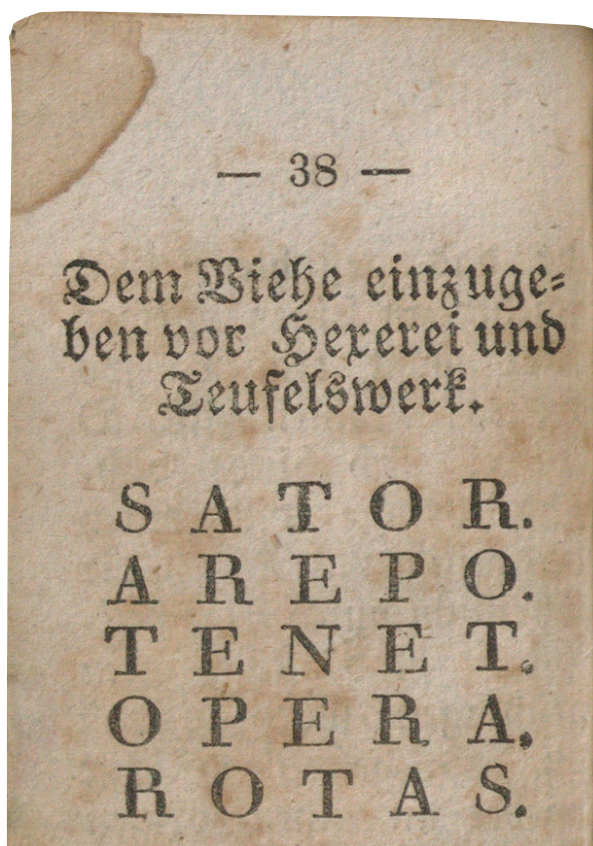 — 38 —
Dem Viehe einzuge⸗
ben vor Hexerei und
Teufelswerk.
S A T O R.
A R E P O.
T E N E T.
O P E R A.
R O T A S.